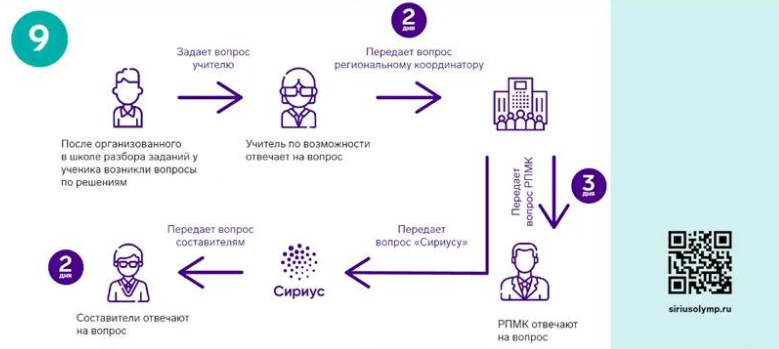 9
2
дня
Задает вопрос
учителю
Передает вопрос
региональному координатору
После организованного
в школе разбора заданий у
ученика возникли вопросы
по решениям
Учитель по возможности
отвечает на вопрос
Передает
вопрос РПМК
3
дня
Передает вопрос
составителям
Передает
вопрос «Сириусу»
2
дня
Сириус
Составители отвечают
на вопрос
РПМК отвечают
на вопрос
siriusolymp.ru